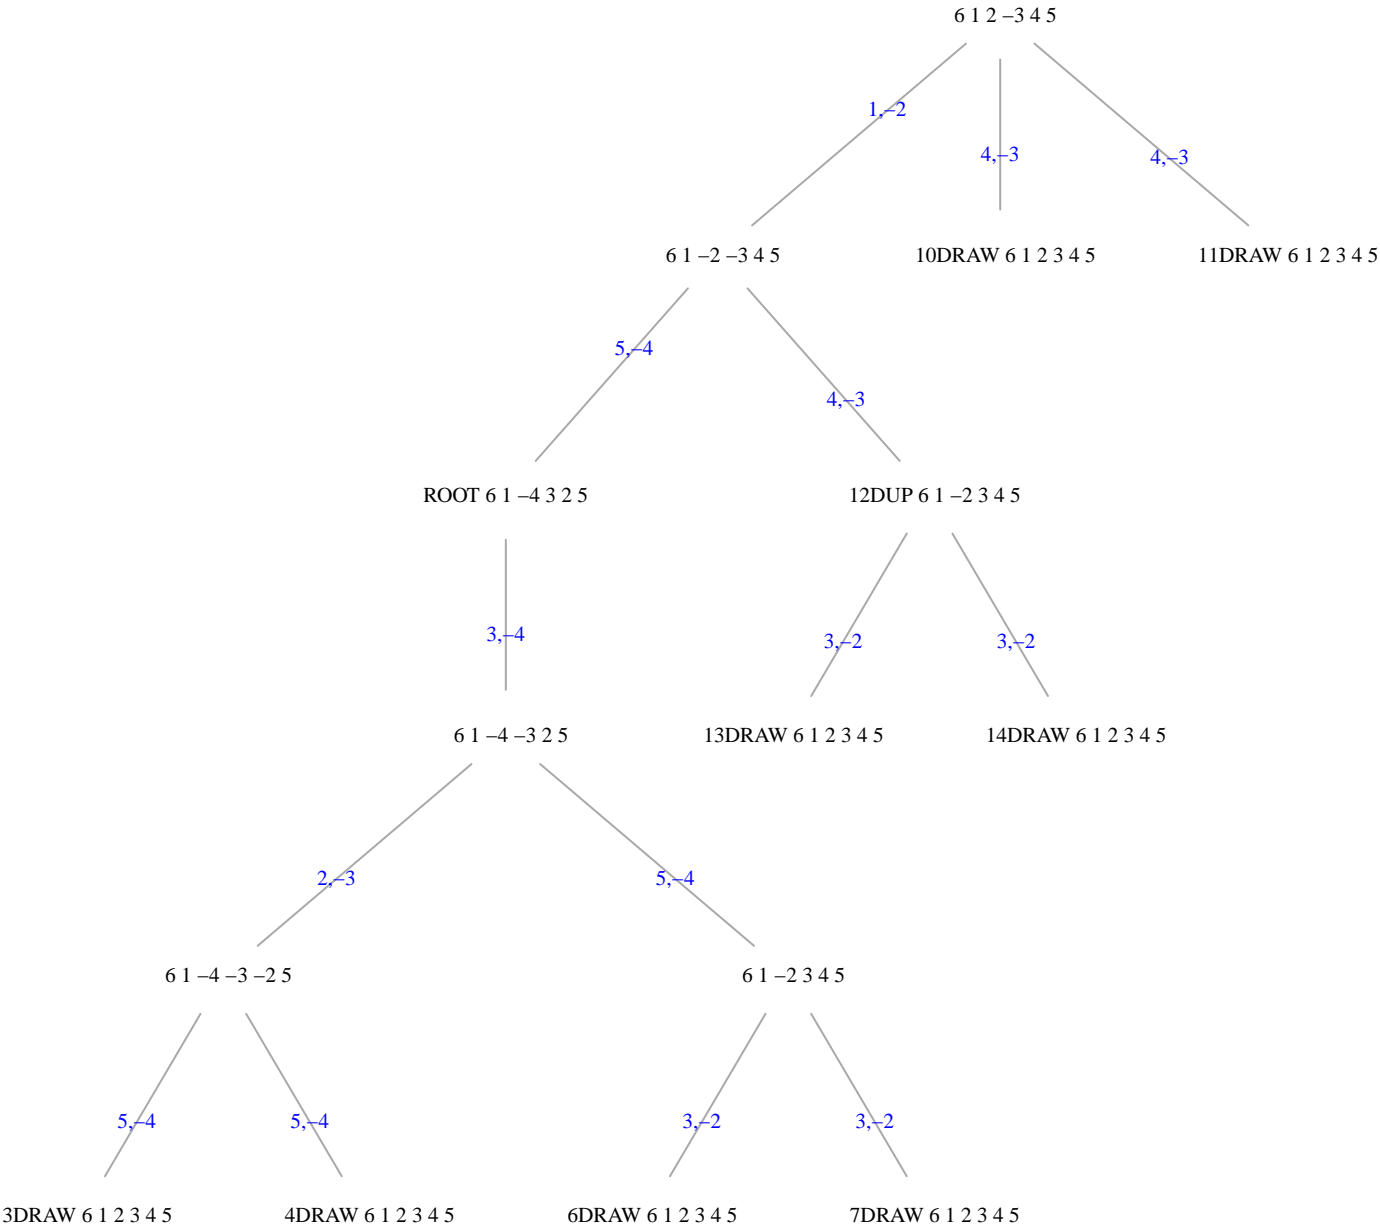 6 1 2 –3 4 5
1,–2
4,–3
4,–3
6 1 –2 –3 4 5
10DRAW 6 1 2 3 4 5
11DRAW 6 1 2 3 4 5
5,–4
4,–3
ROOT 6 1 –4 3 2 5
12DUP 6 1 –2 3 4 5
3,–4
3,–2
3,–2
6 1 –4 –3 2 5
13DRAW 6 1 2 3 4 5
14DRAW 6 1 2 3 4 5
2,–3
5,–4
6 1 –4 –3 –2 5
6 1 –2 3 4 5
5,–4
5,–4
3,–2
3,–2
3DRAW 6 1 2 3 4 5
4DRAW 6 1 2 3 4 5
6DRAW 6 1 2 3 4 5
7DRAW 6 1 2 3 4 5